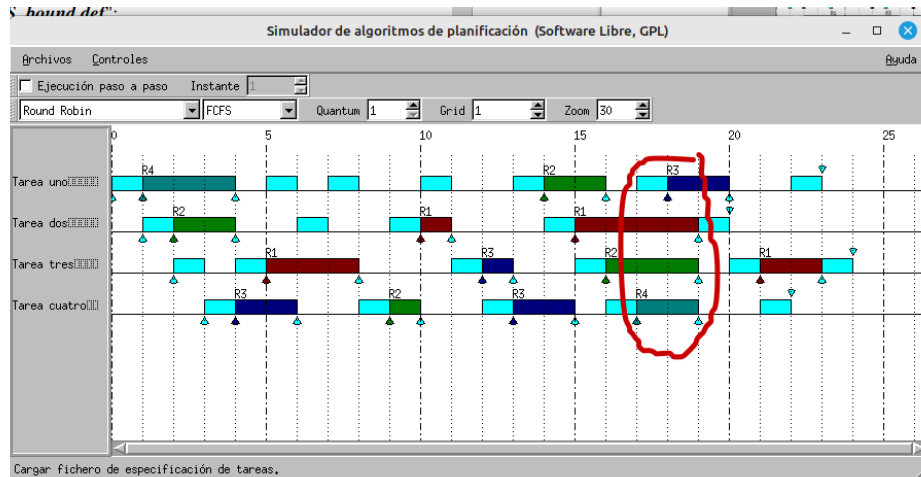 S_bound.def":
Simulador de algoritmos de planificación (Software Libre, GPL)
Archivos Controles Ayuda
Ejecución paso a paso Instante 1
Round Robin FCFS Quantum 1 Grid 1 Zoom 30
0 5 10 15 20 25
R4 R2 R3
Tarea uno
R2 R1 R1
Tarea dos
R1 R3 R2 R1
Tarea tres
R3 R2 R3 R4
Tarea cuatro
Cargar fichero de especificación de tareas.